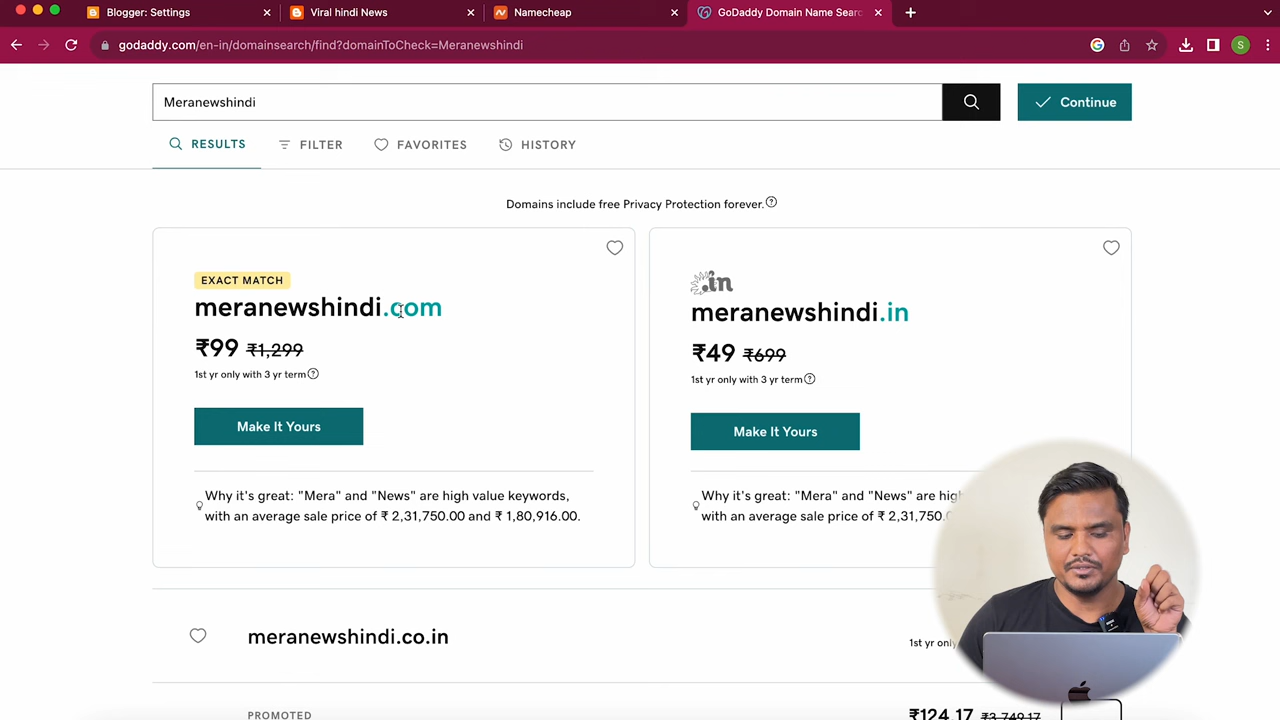 Blogger: Settings
Viral hindi News
Namecheap
GoDaddy Domain Name Searc
godaddy.com/en-in/domainsearch/find?domainToCheck=Meranewshindi
S
Meranewshindi
Continue
RESULTS
FILTER
FAVORITES
HISTORY
Domains include free Privacy Protection forever.
EXACT MATCH
meranewshindi.com
₹99 ₹1,299
1st yr only with 3 yr term
Make It Yours
Why it's great: "Mera" and "News" are high value keywords,
with an average sale price of ₹ 2,31,750.00 and ₹ 1,80,916.00.
.in
meranewshindi.in
₹49 ₹699
1st yr only with 3 yr term
Make It Yours
Why it's great: "Mera" and "News" are hig
with an average sale price of ₹ 2,31,750.0
meranewshindi.co.in
1st yr only
PROMOTED
₹124.17 ₹3,749.17